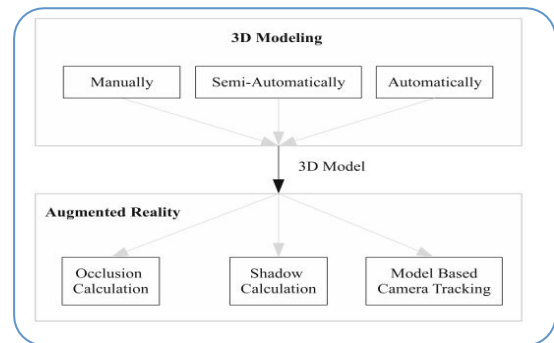 3D Modeling
Manually
Semi-Automatically
Automatically
3D Model
Augmented Reality
Occlusion
Calculation
Shadow
Calculation
Model Based
Camera Tracking